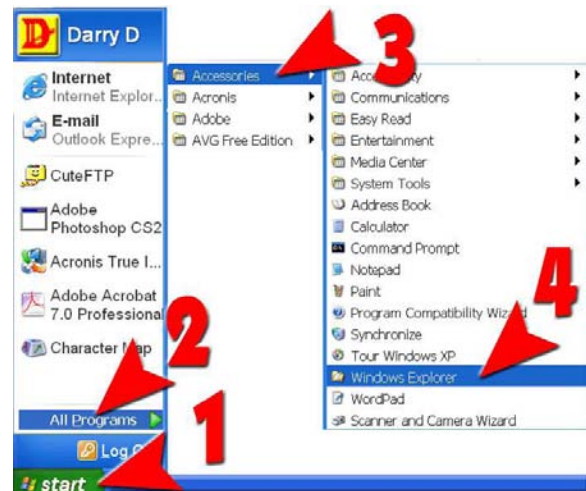 Darry D
Internet
Internet Explor...
E-mail
Outlook Expre...
CuteFTP
Adobe
Photoshop CS2
Acronis True I...
Adobe Acrobat
7.0 Professional
Character
All Programs
Log
start
Accessories
Acronis
Adobe
AVG Free Edition
Communications
Easy Read
Entertainment
Media Center
System Tools
Address Book
Calculator
Command Prompt
Notepad
Paint
Program Compatibility
Synchronize
Tour Windows XP
Windows Explorer
WordPad
Scanner and Camera Wizard
1
2
3
4